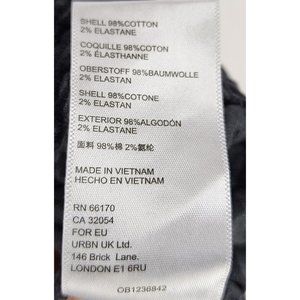 SHELL 98%COTTON
2% ELASTANE
COQUILLE 98%COTON
2% ÉLASTHANNE
OBERSTOFF 98%BAUMWOLLE
2% ELASTAN
SHELL 98%COTONE
2% ELASTANE
EXTERIOR 98%ALGODÓN
2% ELASTANE
面料 98% 棉 2%氨纶
MADE IN VIETNAM
HECHO EN VIETNAM
RN 66170
CA 32054
FOR EU
URBN UK Ltd.
146 Brick Lane.
LONDON E1 6RU
OB1236842